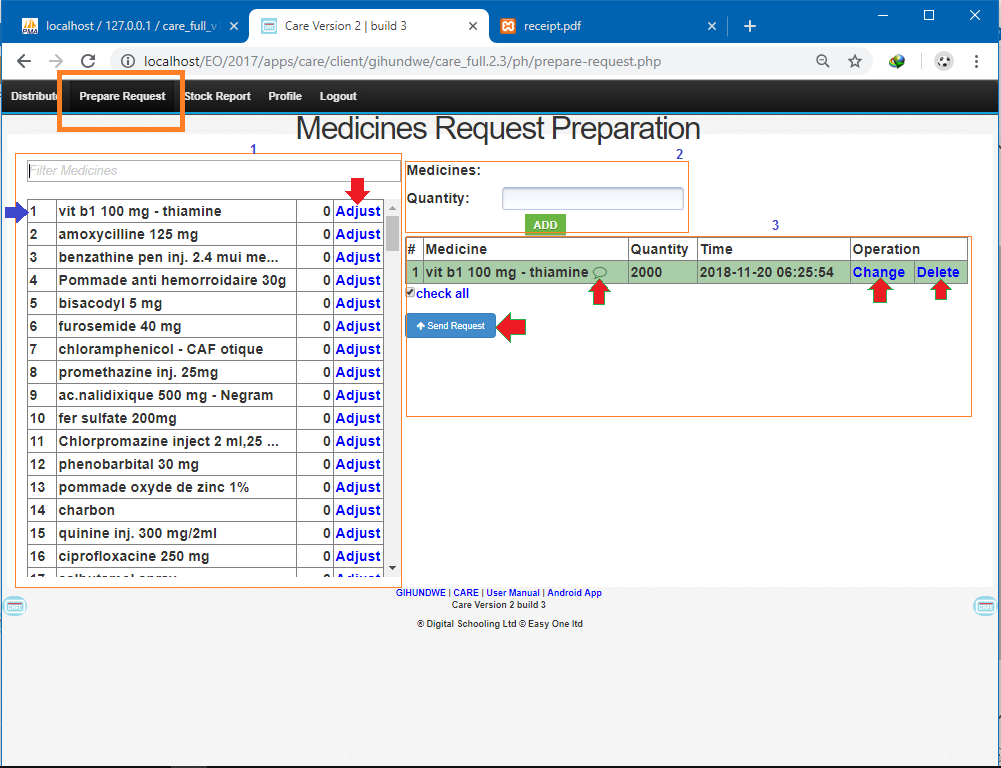 localhost / 127.0.0.1 / care_full_v
Care Version 2 | build 3
receipt.pdf
localhost/EO/2017/apps/care/client/gihundwe/care_full.2.3/ph/prepare-request.php
Distribute Prepare Request Stock Report Profile Logout
Medicines Request Preparation
1
Filter Medicines
1 vit b1 100 mg - thiamine 0 Adjust
2 amoxycilline 125 mg 0 Adjust
3 benzathine pen inj. 2.4 mui me... 0 Adjust
4 Pommade anti hemorroidaire 30g 0 Adjust
5 bisacodyl 5 mg 0 Adjust
6 furosemide 40 mg 0 Adjust
7 chloramphenicol - CAF otique 0 Adjust
8 promethazine inj. 25mg 0 Adjust
9 ac.nalidixique 500 mg - Negram 0 Adjust
10 fer sulfate 200mg 0 Adjust
11 Chlorpromazine inject 2 ml,25 ... 0 Adjust
12 phenobarbital 30 mg 0 Adjust
13 pommade oxyde de zinc 1% 0 Adjust
14 charbon 0 Adjust
15 quinine inj. 300 mg/2ml 0 Adjust
16 ciprofloxacine 250 mg 0 Adjust
2
Medicines:
Quantity:
ADD
3
# Medicine Quantity Time Operation
1 vit b1 100 mg - thiamine 2000 2018-11-20 06:25:54 Change Delete
check all
Send Request
GIHUNDWE | CARE | User Manual | Android App
Care Version 2 build 3
© Digital Schooling Ltd © Easy One ltd